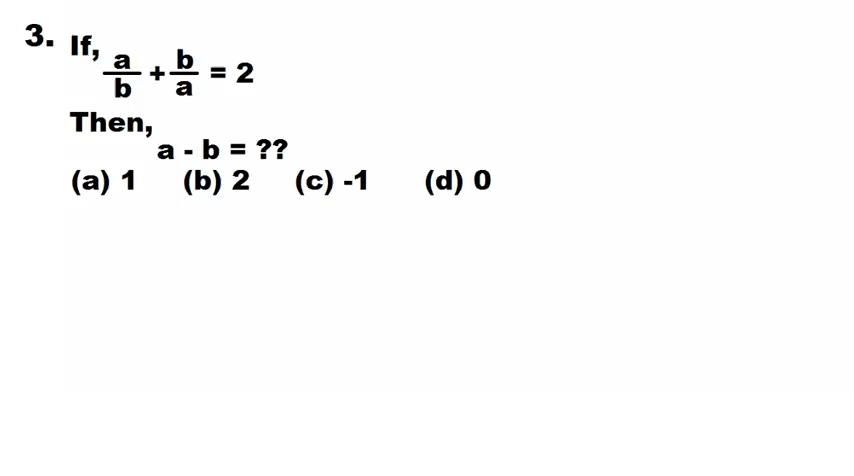 3. If,
a/b + b/a = 2
Then,
a - b = ??
(a) 1 (b) 2 (c) -1 (d) 0